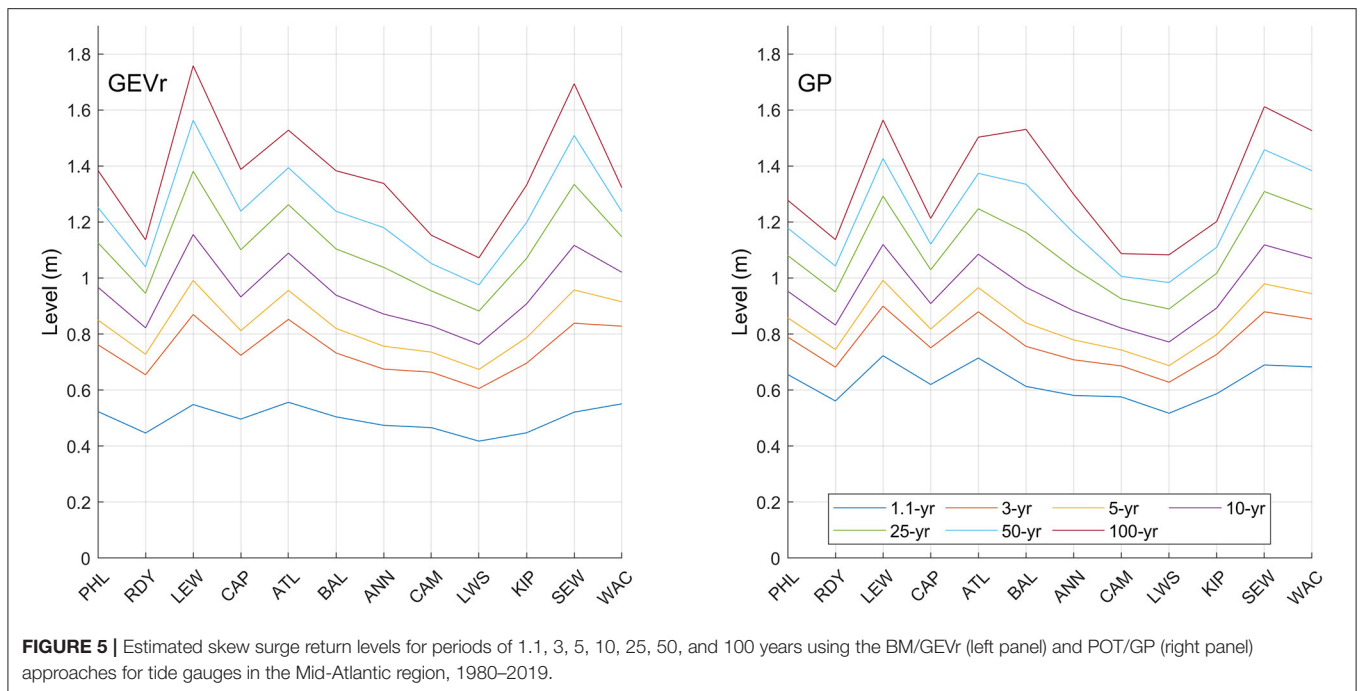 GEVr
Level (m)
1.8
1.6
1.4
1.2
1
0.8
0.6
0.4
0.2
0
PHL RDY LEW CAP ATL BAL ANN CAM LWS KIP SEW WAC
GP
Level (m)
1.8
1.6
1.4
1.2
1
0.8
0.6
0.4
0.2
0
1.1-yr 3-yr 5-yr 10-yr
25-yr 50-yr 100-yr
PHL RDY LEW CAP ATL BAL ANN CAM LWS KIP SEW WAC
FIGURE 5 | Estimated skew surge return levels for periods of 1.1, 3, 5, 10, 25, 50, and 100 years using the BM/GEVr (left panel) and POT/GP (right panel)
approaches for tide gauges in the Mid-Atlantic region, 1980–2019.